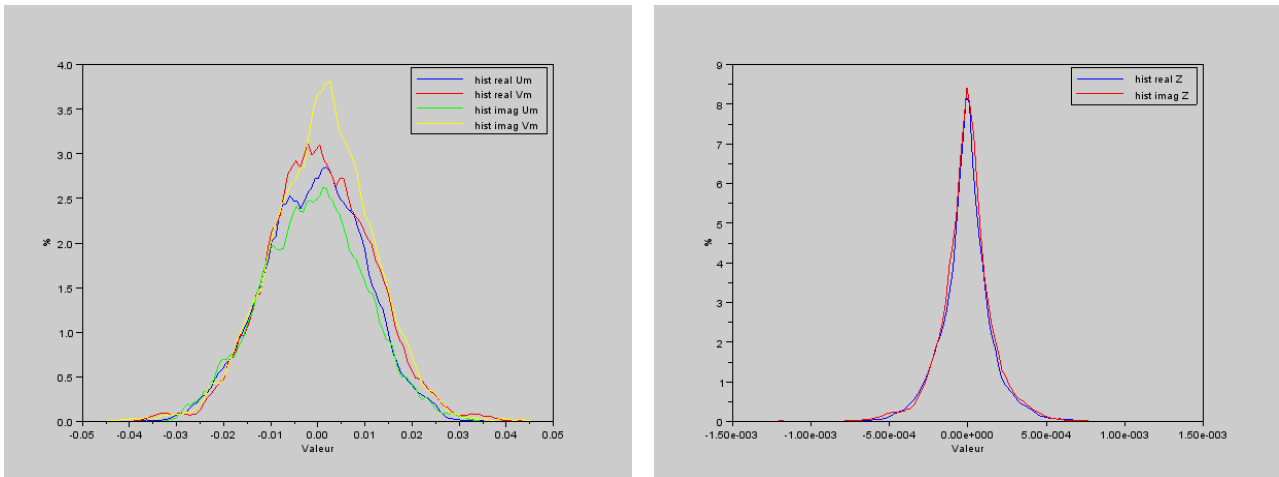 4.0
3.5
3.0
2.5
2.0
1.5
1.0
0.5
0.0
%
-0.05 -0.04 -0.03 -0.02 -0.01 0.00 0.01 0.02 0.03 0.04 0.05
Valeur
hist real Um
hist real Vm
hist imag Um
hist imag Vm
9
8
7
6
5
4
3
2
1
0
%
-1.50e-003 -1.00e-003 -5.00e-004 0.00e+000 5.00e-004 1.00e-003 1.50e-003
Valeur
hist real Z
hist imag Z